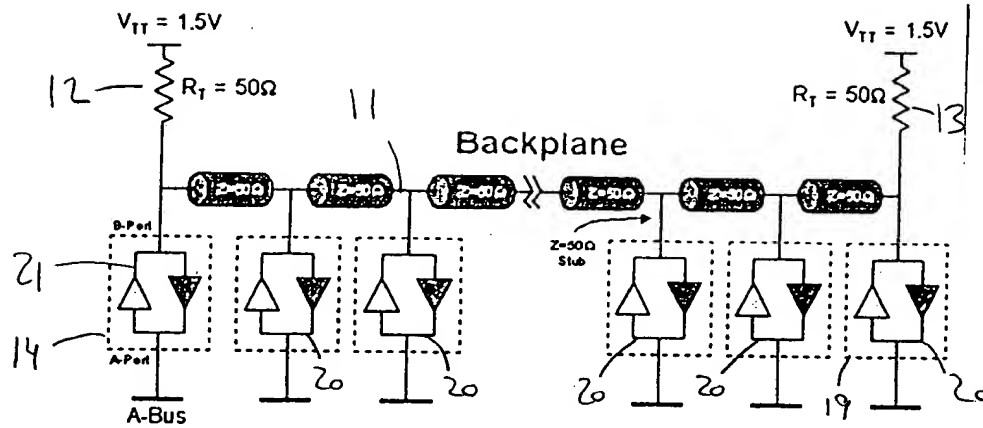 V_TT = 1.5V
V_TT = 1.5V
12
R_T = 50Ω
11
R_T = 50Ω
13
Backplane
Z=50Ω
Z=50Ω
Z=50Ω
Z=50Ω
Z=50Ω
Z=50Ω
B-Port
Z=50Ω
Stub
21
14
A-Port
20
20
20
20
19
20
A-Bus